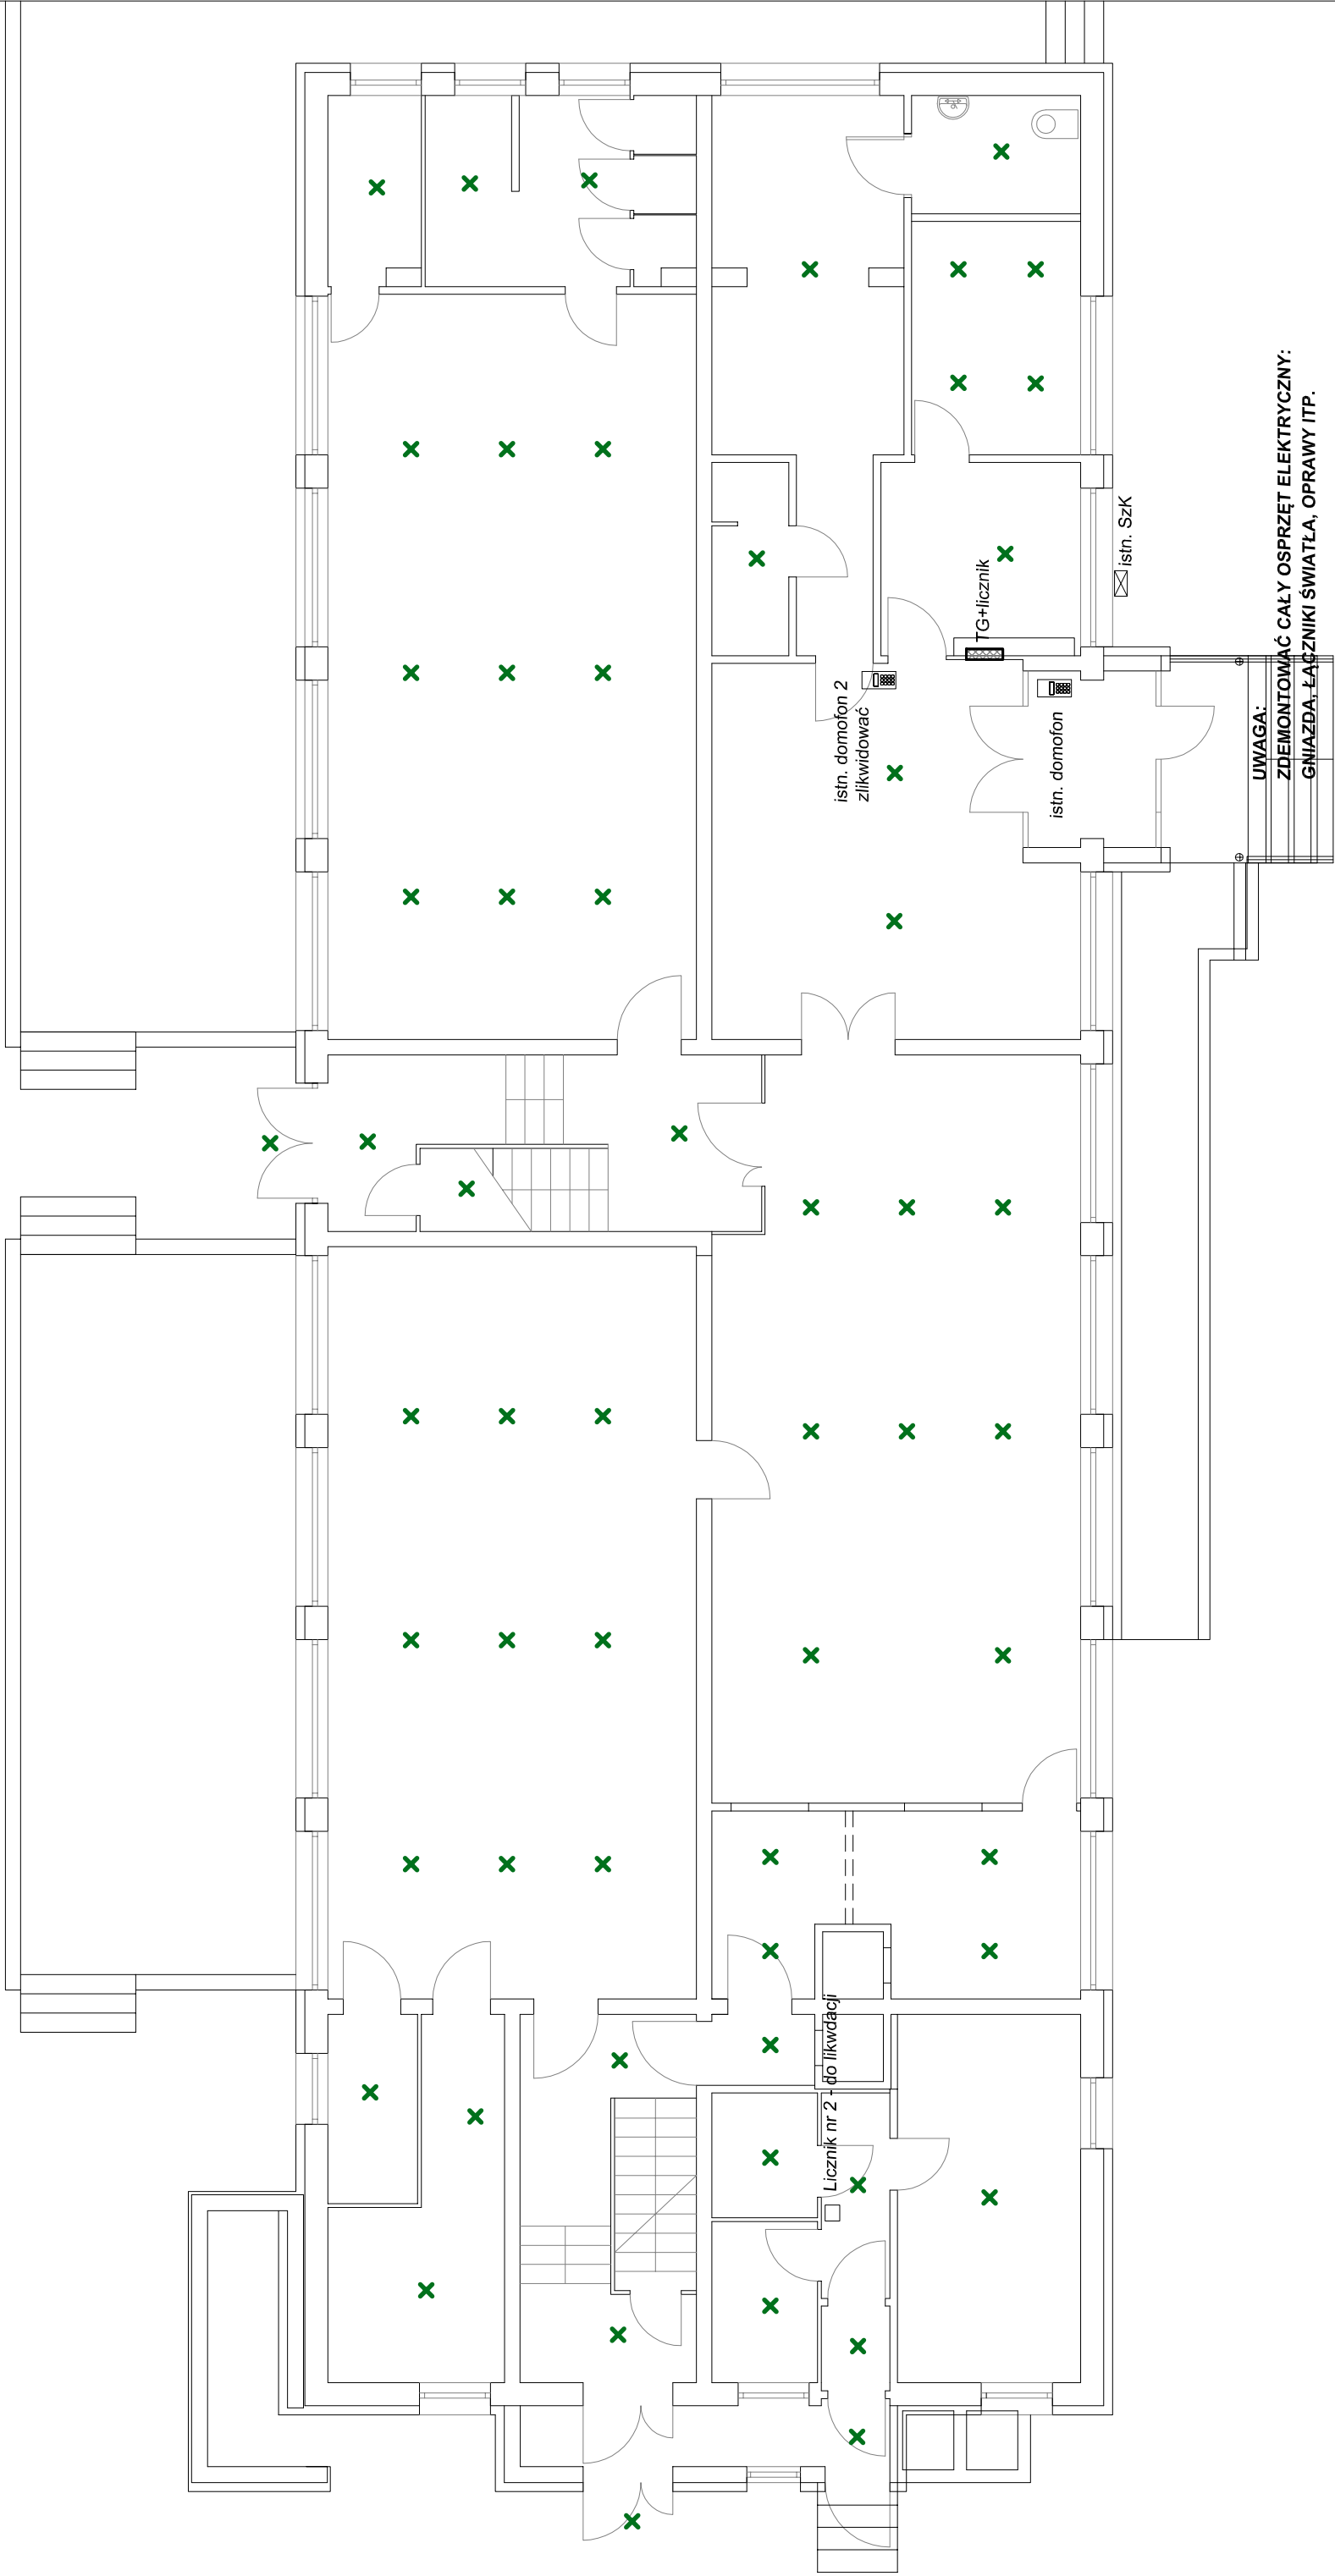 UWAGA:
ZDEMONTOWAĆ CAŁY OSPRZĘT ELEKTRYCZNY:
GNIAZDA, ŁĄCZNIKI ŚWIATŁA, OPRAWY ITP.
istn. SzK
TG+licznik
istn. domofon 2
zlikwidować
istn. domofon
Licznik nr 2 - do likwdacji